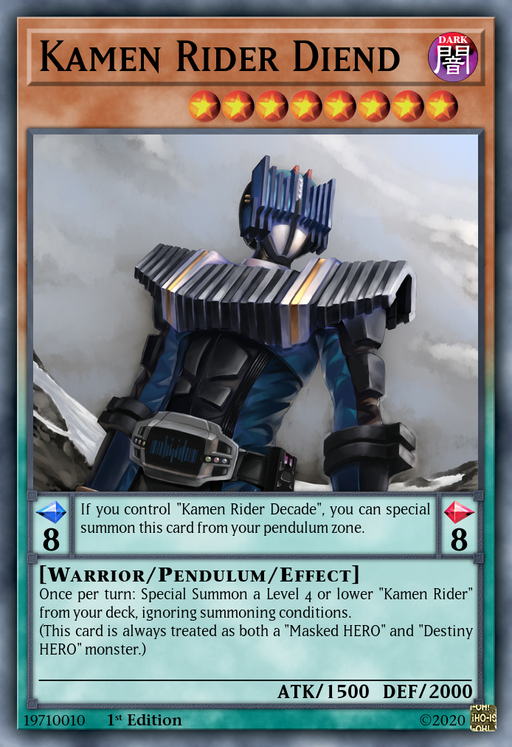 Kamen Rider Diend
DARK
闇
If you control "Kamen Rider Decade", you can special
summon this card from your pendulum zone.
8
8
[Warrior/Pendulum/Effect]
Once per turn: Special Summon a Level 4 or lower "Kamen Rider"
from your deck, ignoring summoning conditions.
(This card is always treated as both a "Masked HERO" and "Destiny
HERO" monster.)
ATK/1500 DEF/2000
19710010 1st Edition ©2020